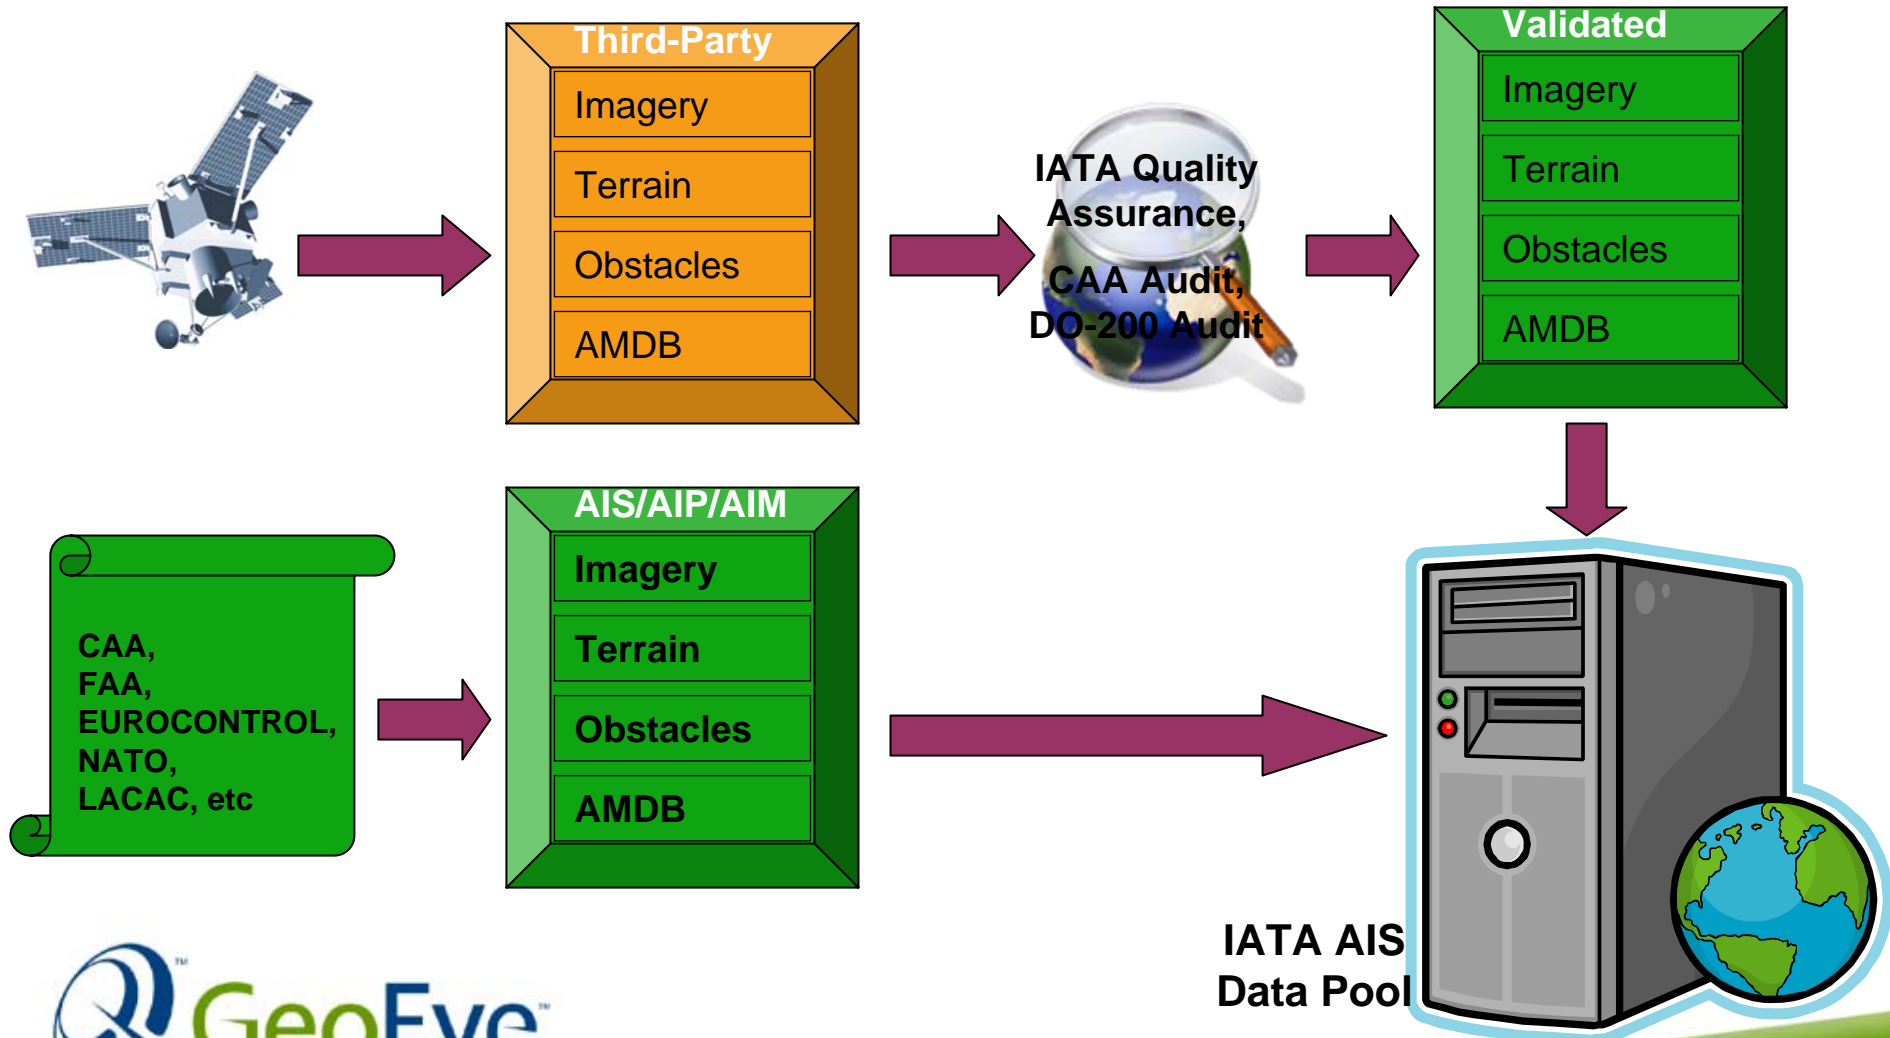 Third-Party
Imagery
Terrain
Obstacles
AMDB
IATA Quality
Assurance,
CAA Audit,
DO-200 Audit
Validated
Imagery
Terrain
Obstacles
AMDB
CAA,
FAA,
EUROCONTROL,
NATO,
LACAC, etc
AIS/AIP/AIM
Imagery
Terrain
Obstacles
AMDB
IATA AIS
Data Pool
GeoEye™